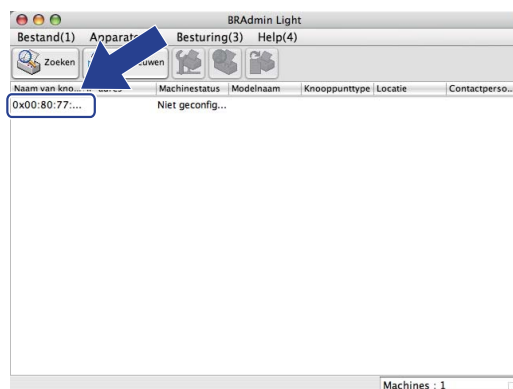 BRAdmin Light
Bestand(1) Besturing(3) Help(4)
Zoeken
Naam van kno... Machinestatus Modelnaam Knooppunttype Locatie Contactperso...
0x00:80:77:... Niet geconfig...
Machines : 1